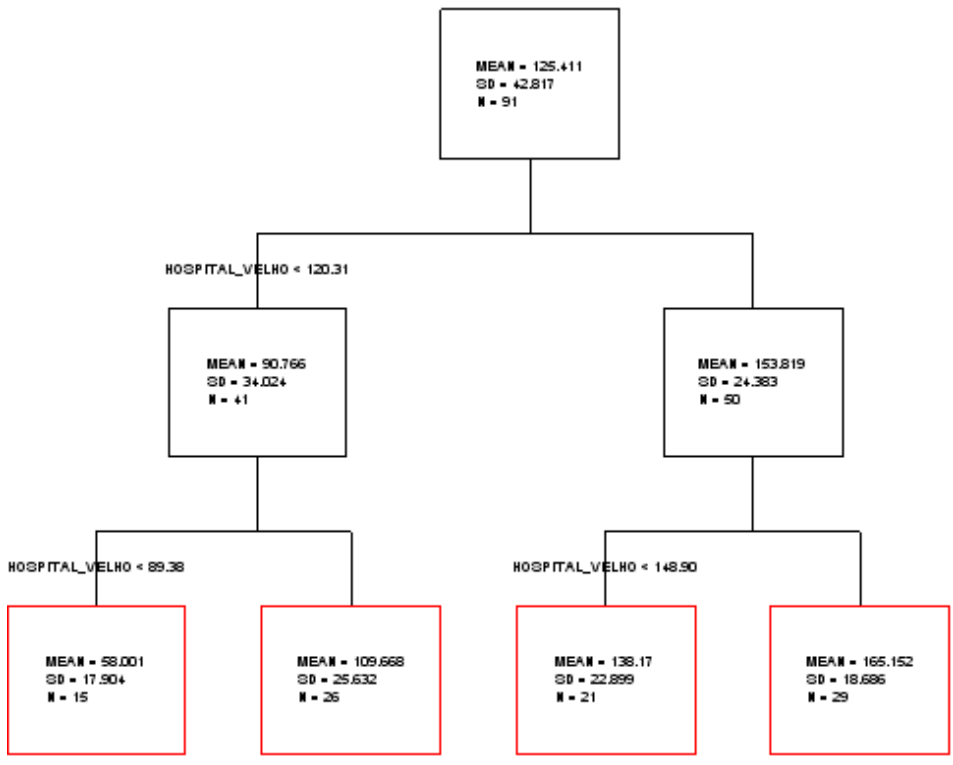 MEAN = 125.411
SD = 42.817
N = 91
HOSPITAL_VELHO < 120.31
MEAN = 90.766
SD = 34.024
N = 41
MEAN = 153.819
SD = 24.383
N = 50
HOSPITAL_VELHO < 89.38
HOSPITAL_VELHO < 148.90
MEAN = 58.001
SD = 17.904
N = 15
MEAN = 109.668
SD = 25.632
N = 26
MEAN = 138.17
SD = 22.899
N = 21
MEAN = 165.152
SD = 18.686
N = 29